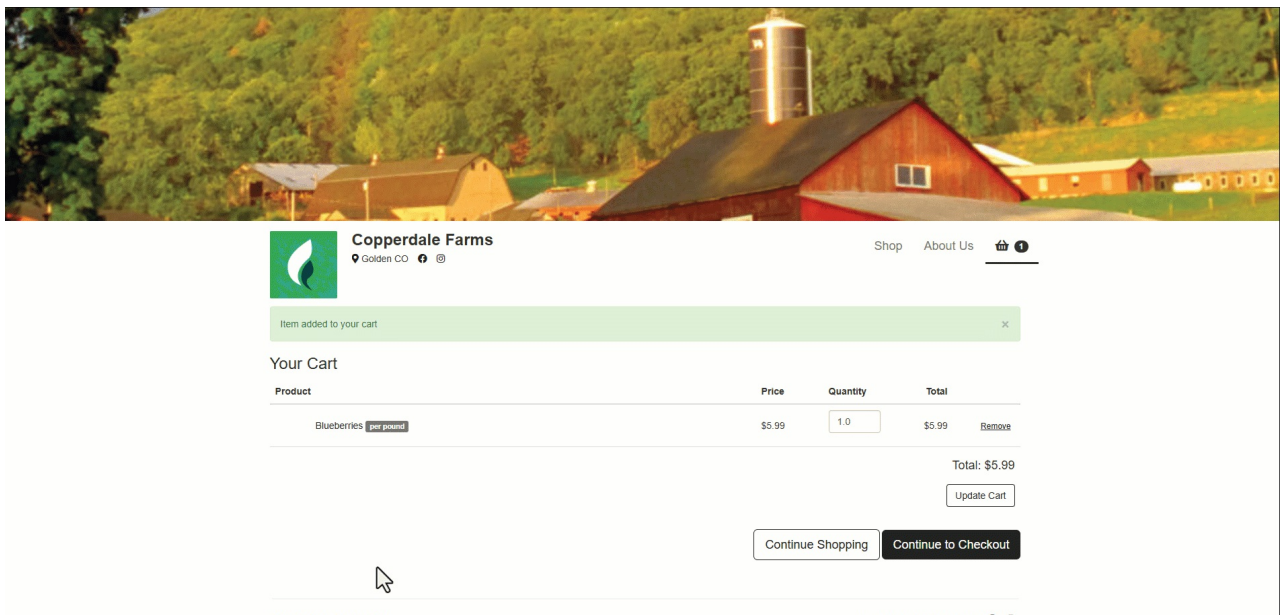 Copperdale Farms
Golden CO
Shop About Us 1
Item added to your cart ×
Your Cart
Product Price Quantity Total
Blueberries per pound $5.99 1.0 $5.99 Remove
Total: $5.99
Update Cart
Continue Shopping Continue to Checkout